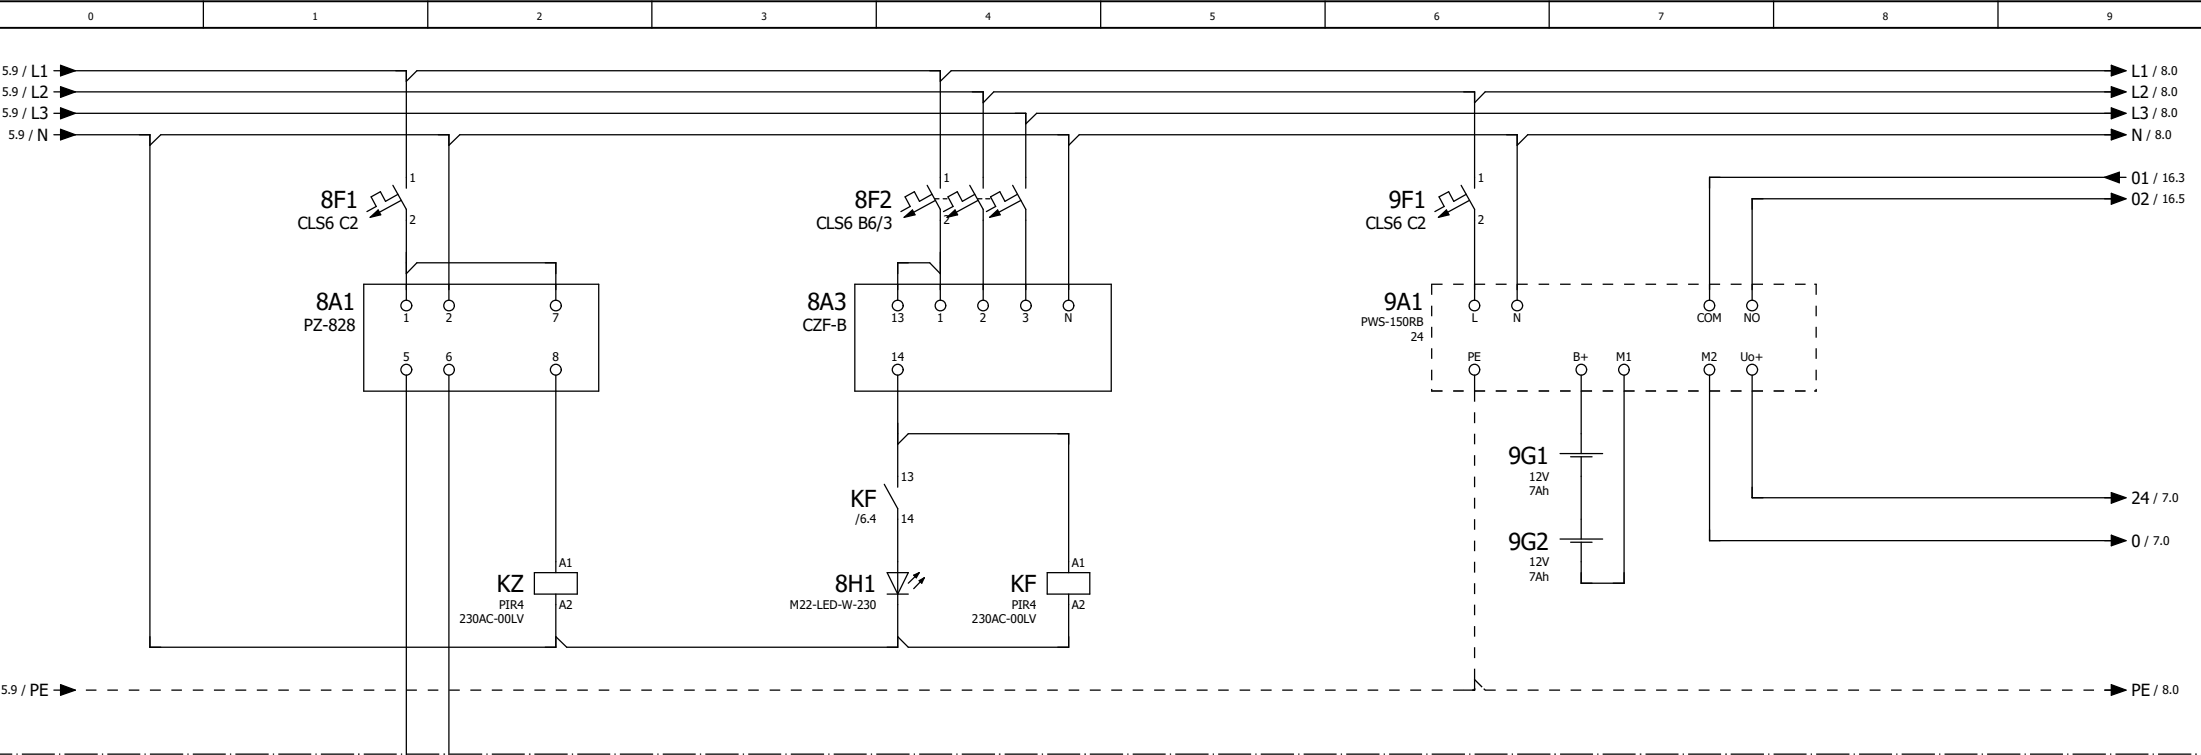 0 1 2 3 4 5 6 7 8 9
5.9 / L1
L1 / 8.0
5.9 / L2
L2 / 8.0
5.9 / L3
L3 / 8.0
5.9 / N
N / 8.0
01 / 16.3
02 / 16.5
8F1
CLS6 C2
1
2
8F2
CLS6 B6/3
1
2
9F1
CLS6 C2
1
2
8A1
PZ-828
1 2 7
5 6 8
8A3
CZF-B
13 1 2 3 N
14
9A1
PWS-150RB
24
L N COM NO
PE B+ M1 M2 Uo+
KF
/6.4
13
14
9G1
12V
7Ah
24 / 7.0
9G2
12V
7Ah
0 / 7.0
KZ
PIR4
230AC-00LV
A1
A2
8H1
M22-LED-W-230
KF
PIR4
230AC-00LV
A1
A2
5.9 / PE
PE / 8.0